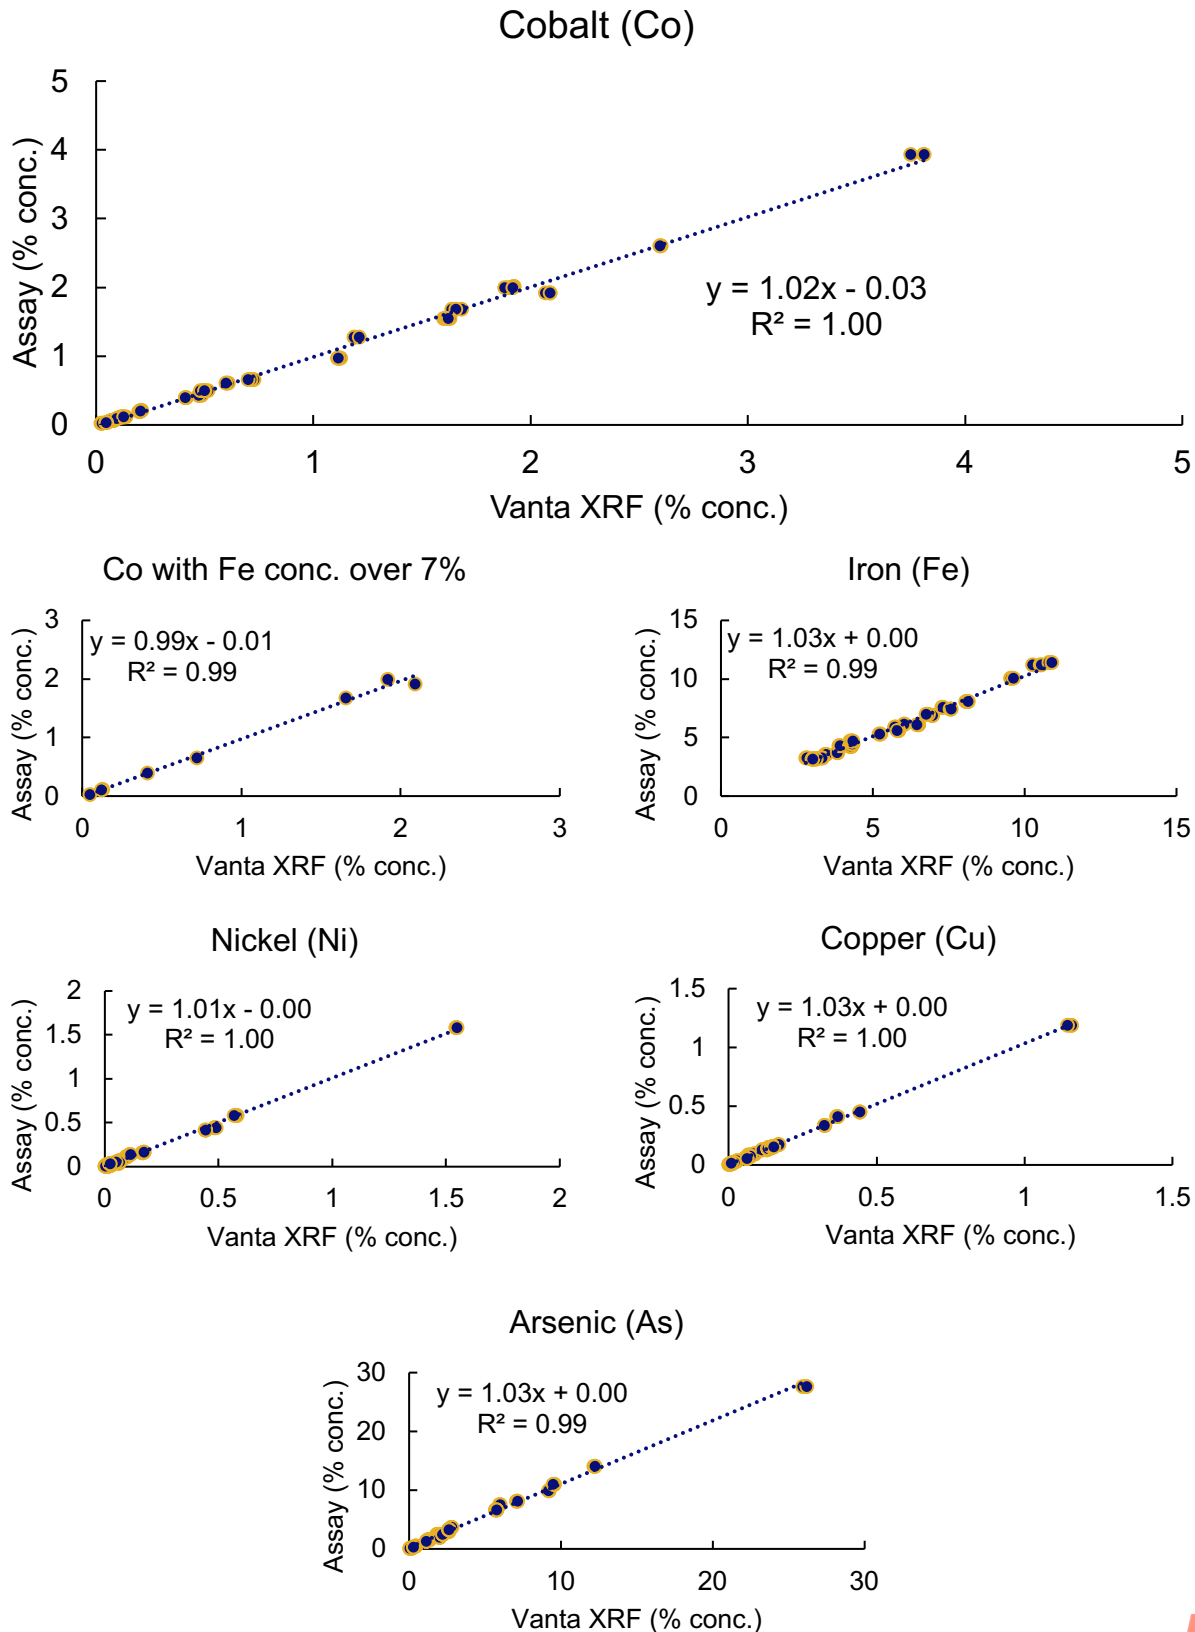 Cobalt (Co)
5
4
3
2
1
0
Assay (% conc.)
y = 1.02x - 0.03
R² = 1.00
0 1 2 3 4 5
Vanta XRF (% conc.)
Co with Fe conc. over 7%
3
2
1
0
Assay (% conc.)
y = 0.99x - 0.01
R² = 0.99
0 1 2 3
Vanta XRF (% conc.)
Iron (Fe)
15
10
5
0
Assay (% conc.)
y = 1.03x + 0.00
R² = 0.99
0 5 10 15
Vanta XRF (% conc.)
Nickel (Ni)
2
1.5
1
0.5
0
Assay (% conc.)
y = 1.01x - 0.00
R² = 1.00
0 0.5 1 1.5 2
Vanta XRF (% conc.)
Copper (Cu)
1.5
1
0.5
0
Assay (% conc.)
y = 1.03x + 0.00
R² = 1.00
0 0.5 1 1.5
Vanta XRF (% conc.)
Arsenic (As)
30
20
10
0
Assay (% conc.)
y = 1.03x + 0.00
R² = 0.99
0 10 20 30
Vanta XRF (% conc.)